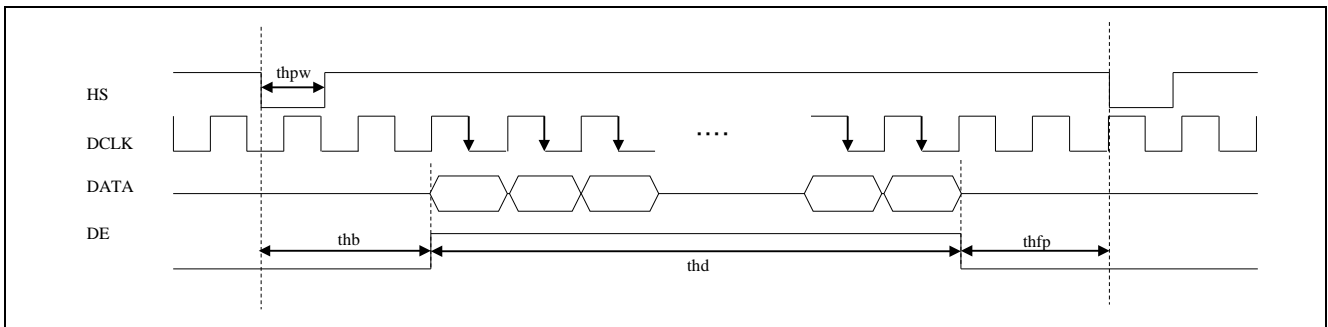 thpw
HS
....
DCLK
DATA
DE
thb
thd
thfp